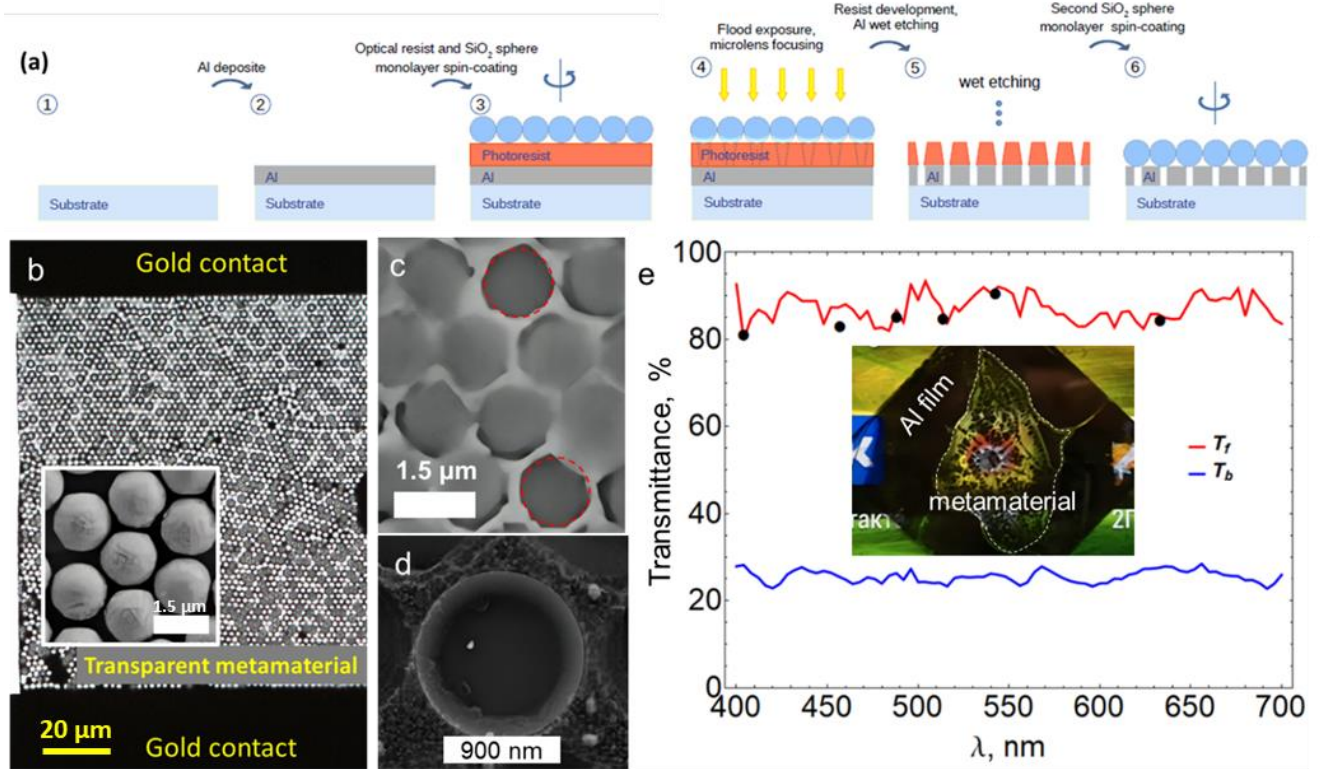 (a)
Al deposite
Optical resist and SiO₂ sphere
monolayer spin-coating
Flood exposure,
microlens focusing
Resist development,
Al wet etching
Second SiO₂ sphere
monolayer spin-coating
①
②
③
④
⑤
⑥
wet etching
Substrate
Al
Substrate
Photoresist
Al
Substrate
Photoresist
Al
Substrate
Al
Substrate
Al
Substrate
b
Gold contact
1.5 μm
Transparent metamaterial
20 μm
Gold contact
c
1.5 μm
d
900 nm
e
Transmittance, %
100
80
60
40
20
0
400
450
500
550
600
650
700
λ, nm
Al film
metamaterial
такт
2П
T_f
T_b